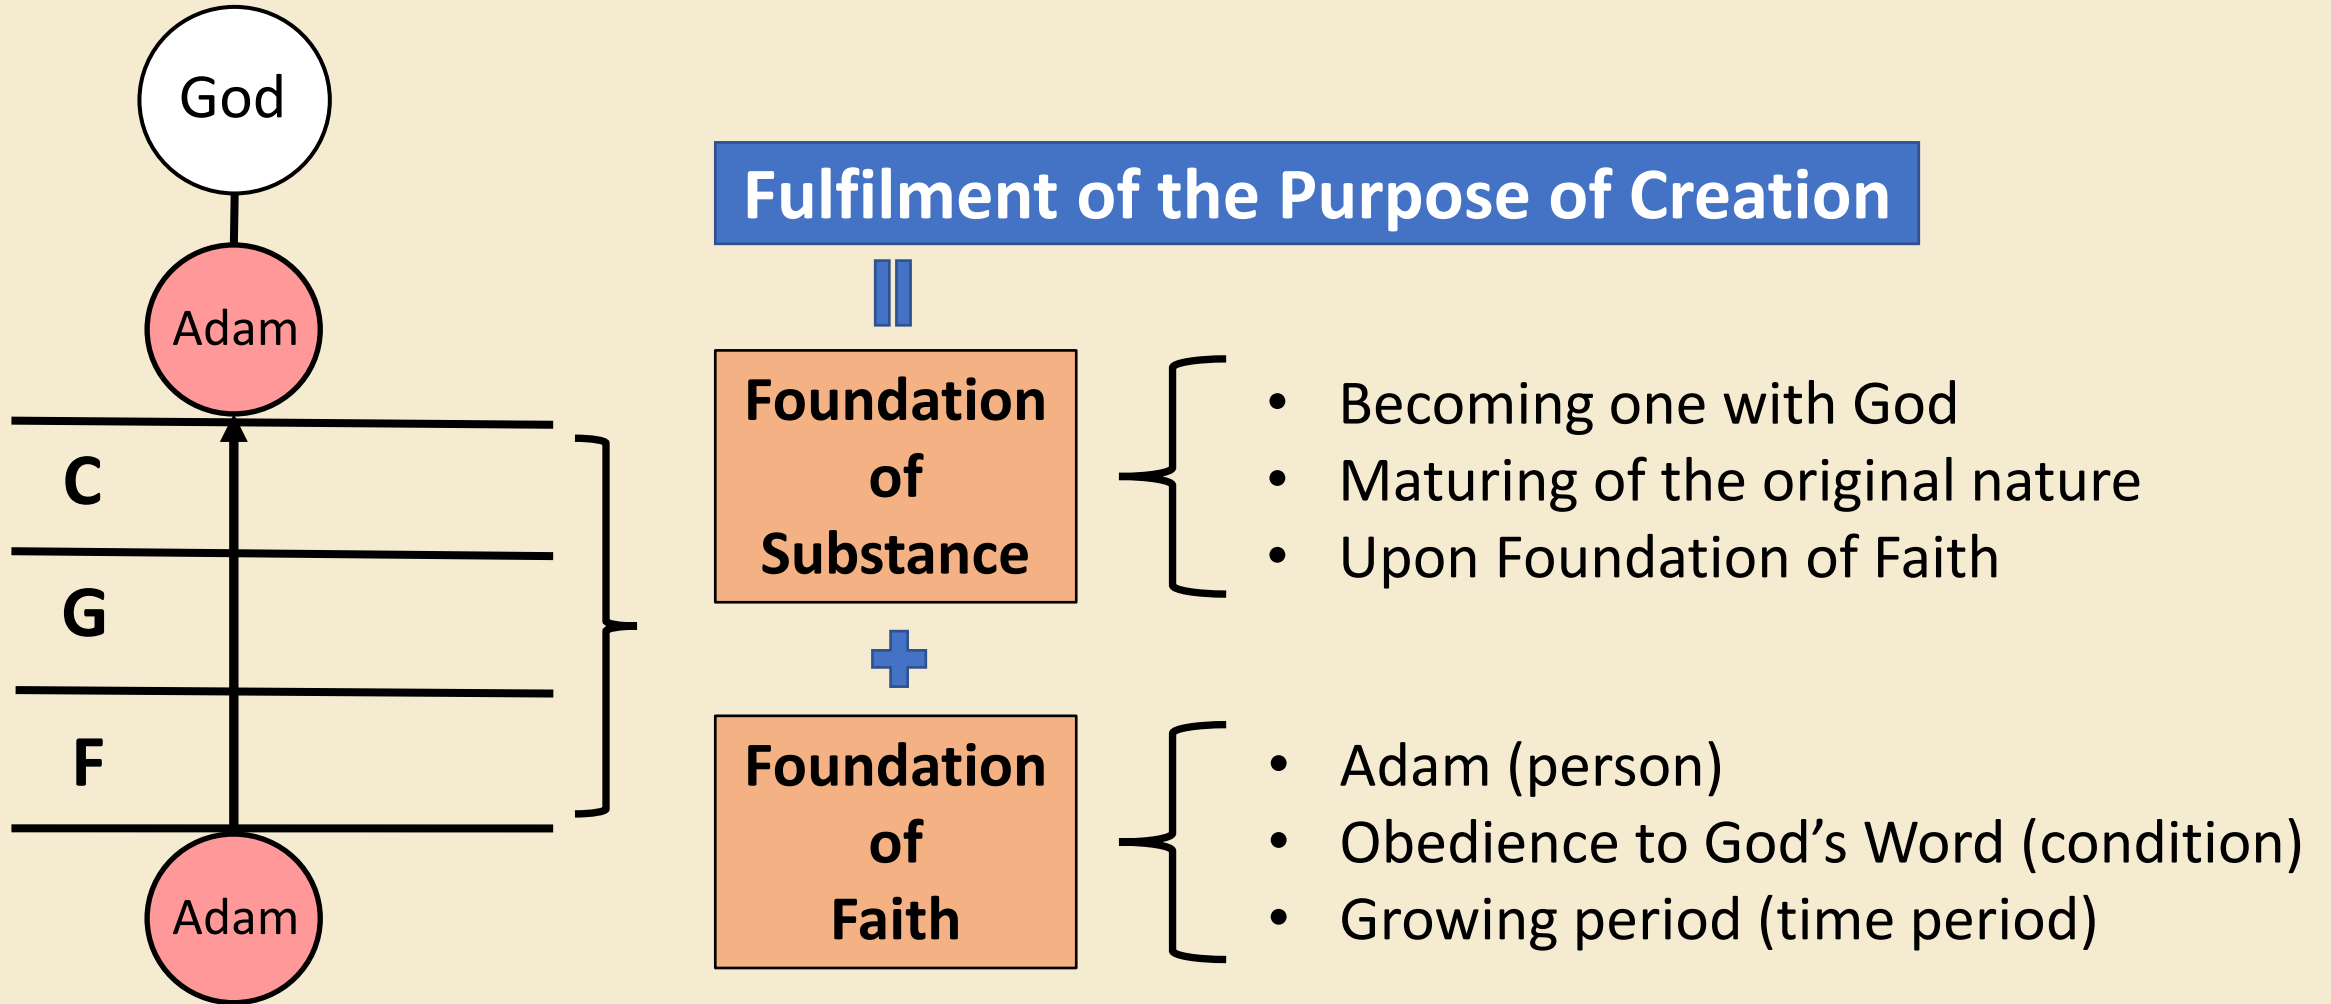 God
Adam
C
G
F
Adam
Fulfilment of the Purpose of Creation
Foundation
of
Substance
• Becoming one with God
• Maturing of the original nature
• Upon Foundation of Faith
Foundation
of
Faith
• Adam (person)
• Obedience to God’s Word (condition)
• Growing period (time period)